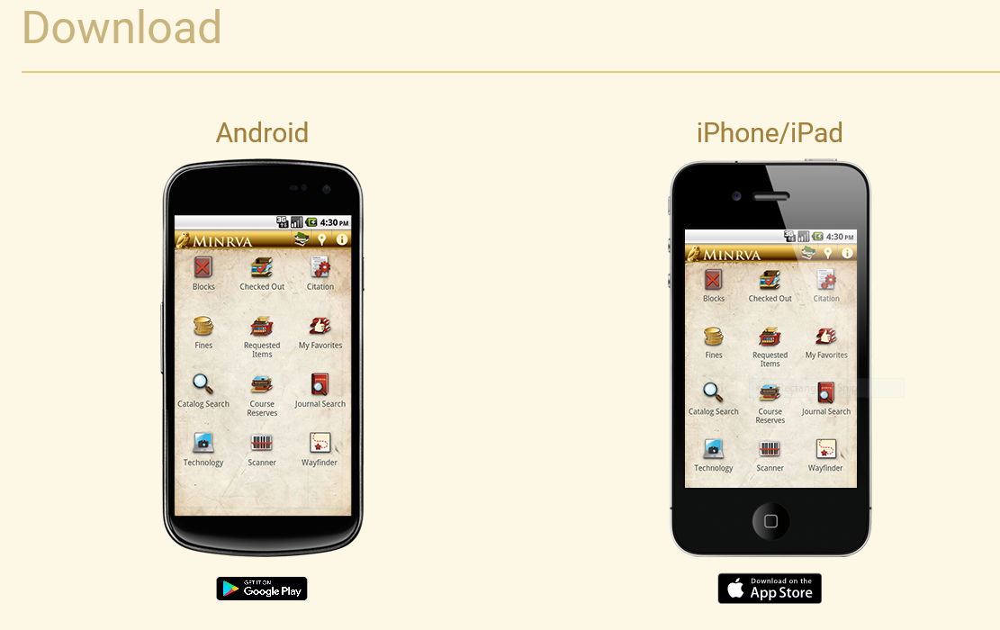 Download
Android
iPhone/iPad
4:30 PM
MINRVA
Blocks
Checked Out
Citation
Fines
Requested
Items
My Favorites
Catalog Search
Course
Reserves
Journal Search
Technology
Scanner
Wayfinder
GET IT ON
Google Play
3G
4:30 PM
MINRVA
Blocks
Checked Out
Citation
Fines
Requested
Items
My Favorites
Catalog Search
Course
Reserves
Journal Search
Technology
Scanner
Wayfinder
Download on the
App Store